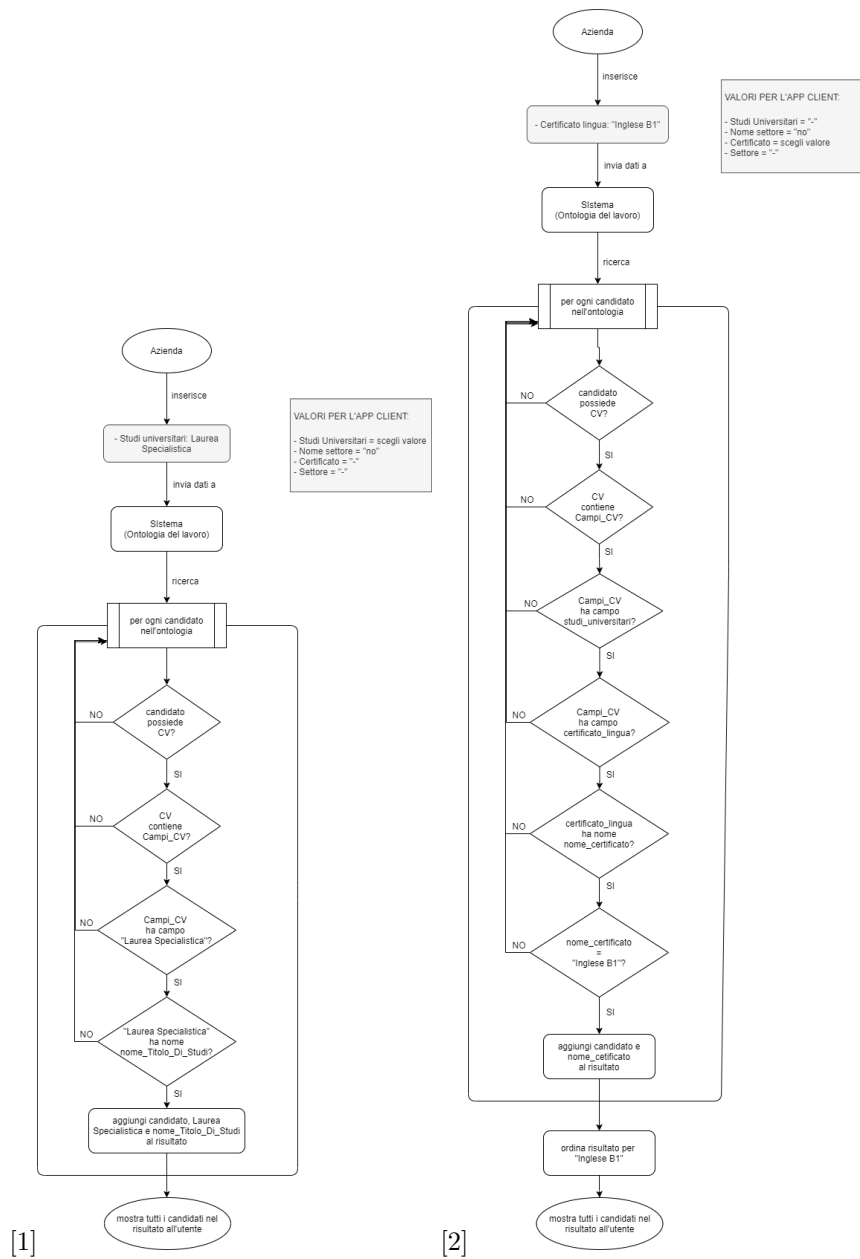 Azienda
inserisce
- Studi universitari: Laurea
Specialistica
VALORI PER L'APP CLIENT:
- Studi Universitari = scegli valore
- Nome settore = "no"
- Certificato = "-"
- Settore = "-"
invia dati a
SIstema
(Ontologia del lavoro)
ricerca
per ogni candidato
nell'ontologia
candidato
possiede
CV?
NO
SI
CV
contiene
Campi_CV?
NO
SI
Campi_CV
ha campo
"Laurea Specialistica"?
NO
SI
"Laurea Specialistica"
ha nome
nome_Titolo_Di_Studi?
NO
SI
aggiungi candidato, Laurea
Specialistica e nome_Titolo_Di_Studi
al risultato
mostra tutti i candidati nel
risultato all'utente
[1]
Azienda
inserisce
- Certificato lingua: "Inglese B1"
VALORI PER L'APP CLIENT:
- Studi Universitari = "-"
- Nome settore = "no"
- Certificato = scegli valore
- Settore = "-"
invia dati a
SIstema
(Ontologia del lavoro)
ricerca
per ogni candidato
nell'ontologia
candidato
possiede
CV?
NO
SI
CV
contiene
Campi_CV?
NO
SI
Campi_CV
ha campo
studi_universitari?
NO
SI
Campi_CV
ha campo
certificato_lingua?
NO
SI
certificato_lingua
ha nome
nome_certificato?
NO
SI
nome_certificato
=
"Inglese B1"?
NO
SI
aggiungi candidato e
nome_cetificato
al risultato
ordina risultato per
"Inglese B1"
mostra tutti i candidati nel
risultato all'utente
[2]